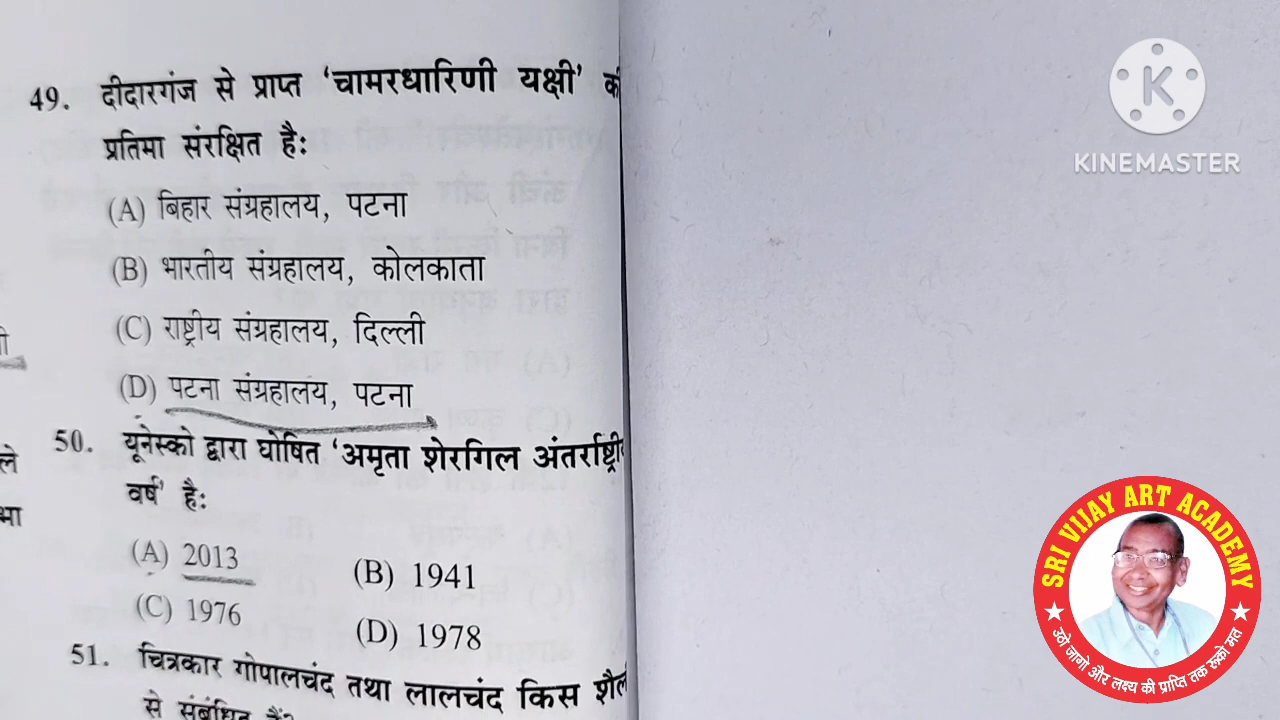 49. दीदारगंज से प्राप्त 'चामरधारिणी यक्षी' की
प्रतिमा संरक्षित है:
(A) बिहार संग्रहालय, पटना
(B) भारतीय संग्रहालय, कोलकाता
(C) राष्ट्रीय संग्रहालय, दिल्ली
(D) पटना संग्रहालय, पटना
50. यूनेस्को द्वारा घोषित 'अमृता शेरगिल अंतर्राष्ट्रीय
वर्ष' है:
(A) 2013 (B) 1941
(C) 1976 (D) 1978
51. चित्रकार गोपालचंद तथा लालचंद किस शैली
से संबंधित हैं?
KINEMASTER
SRI VIJAY ART ACADEMY
उठो जागो और लक्ष्य की प्राप्ति तक रूको मत